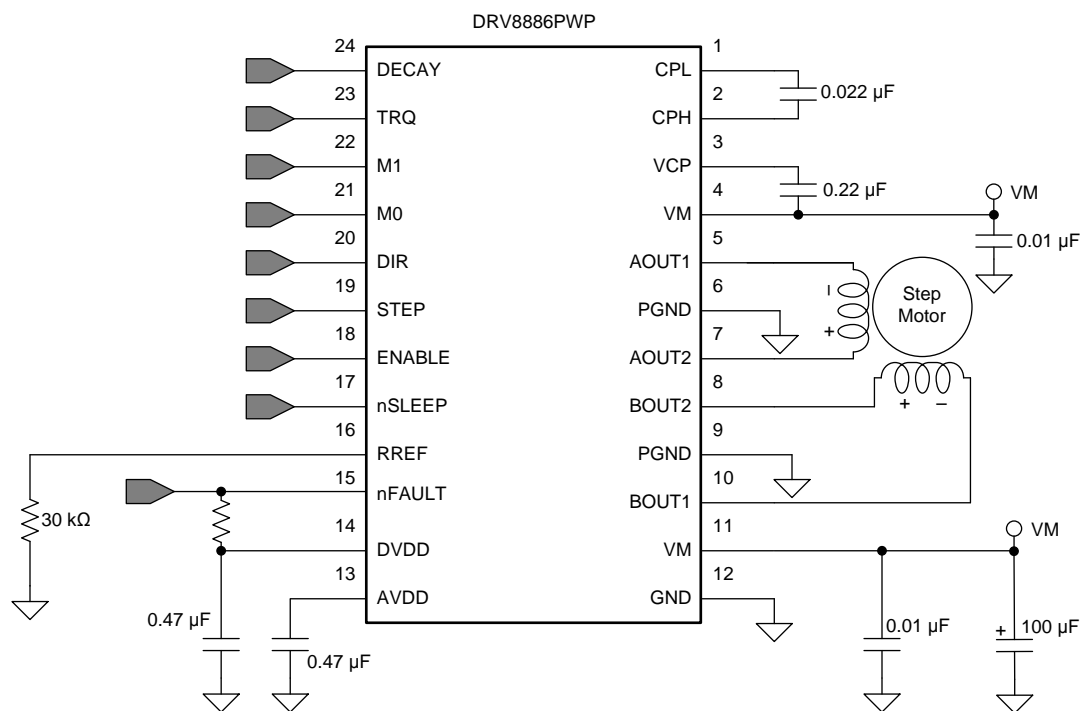 DRV8886PWP
24
DECAY
23
TRQ
22
M1
21
M0
20
DIR
19
STEP
18
ENABLE
17
nSLEEP
16
RREF
15
nFAULT
14
DVDD
13
AVDD
30 kΩ
0.47 µF
0.47 µF
1
CPL
2
CPH
0.022 µF
3
VCP
0.22 µF
4
VM
VM
0.01 µF
5
AOUT1
6
PGND
7
AOUT2
–
+
Step
Motor
8
BOUT2
+ –
9
PGND
10
BOUT1
11
VM
VM
12
GND
0.01 µF
+
100 µF